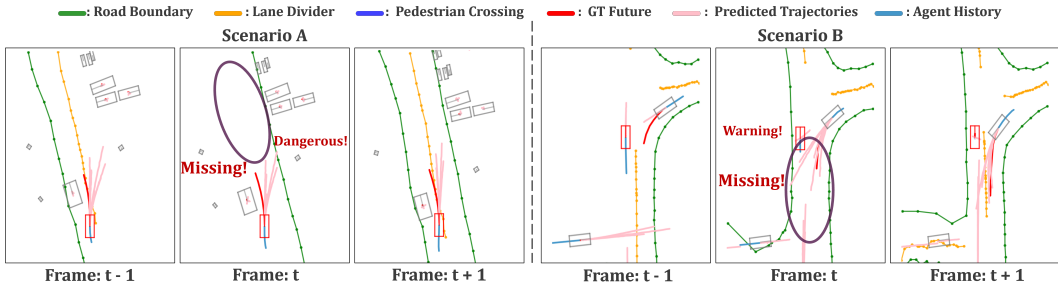 : Road Boundary : Lane Divider : Pedestrian Crossing : GT Future : Predicted Trajectories : Agent History
Scenario A Scenario B
Dangerous!
Missing!
Warning!
Missing!
Frame: t - 1 Frame: t Frame: t + 1 Frame: t - 1 Frame: t Frame: t + 1